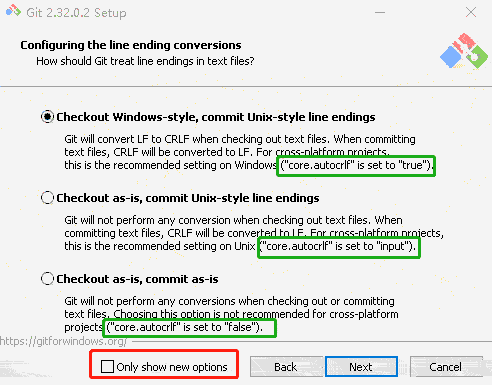 Git 2.32.0.2 Setup
Configuring the line ending conversions
How should Git treat line endings in text files?
Checkout Windows-style, commit Unix-style line endings
Git will convert LF to CRLF when checking out text files. When committing
text files, CRLF will be converted to LF. For cross-platform projects,
this is the recommended setting on Windows ("core.autocrlf" is set to "true").
Checkout as-is, commit Unix-style line endings
Git will not perform any conversion when checking out text files. When
committing text files, CRLF will be converted to LF. For cross-platform projects,
this is the recommended setting on Unix ("core.autocrlf" is set to "input").
Checkout as-is, commit as-is
Git will not perform any conversions when checking out or committing
text files. Choosing this option is not recommended for cross-platform
projects ("core.autocrlf" is set to "false").
https://gitforwindows.org/
Only show new options
Back
Next
Cancel